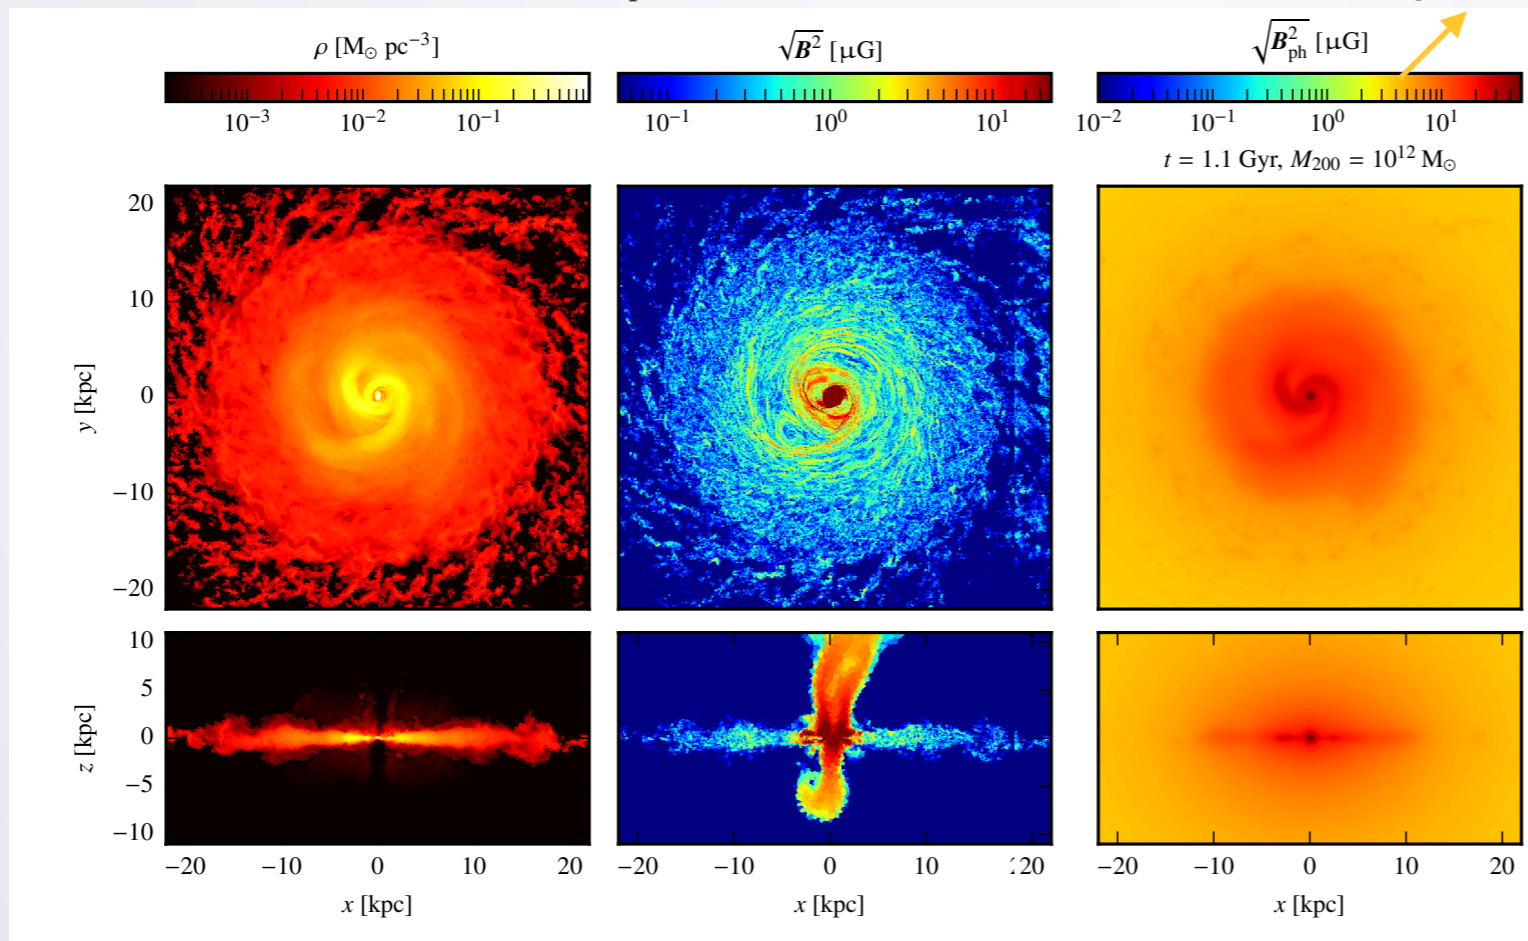 ρ [M⊙ pc⁻³]
√B² [µG]
√B²ph [µG]
10⁻³ 10⁻² 10⁻¹
10⁻¹ 10⁰ 10¹
10⁻² 10⁻¹ 10⁰ 10¹
t = 1.1 Gyr, M₂₀₀ = 10¹² M⊙
20
10
0
−10
−20
y [kpc]
10
5
0
−5
−10
z [kpc]
−20 −10 0 10 20
−20 −10 0 10 20
−20 −10 0 10 20
x [kpc]
x [kpc]
x [kpc]